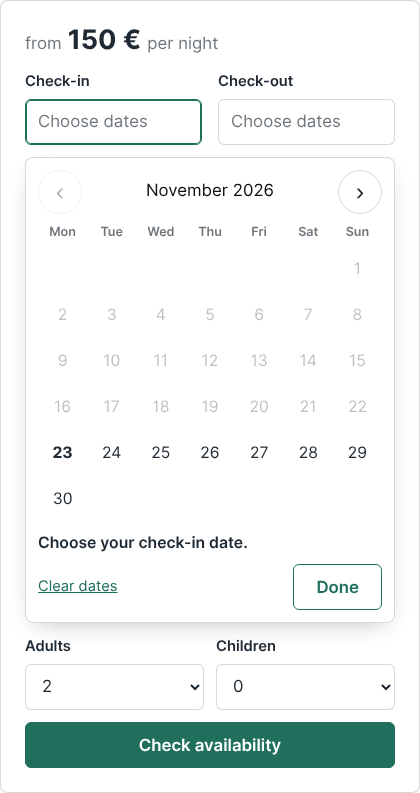 from 150 € per night
Check-in Check-out
Choose dates Choose dates
‹ November 2026 ›
Mon Tue Wed Thu Fri Sat Sun
1
2 3 4 5 6 7 8
9 10 11 12 13 14 15
16 17 18 19 20 21 22
23 24 25 26 27 28 29
30
Choose your check-in date.
Clear dates Done
Adults Children
2 0
Check availability